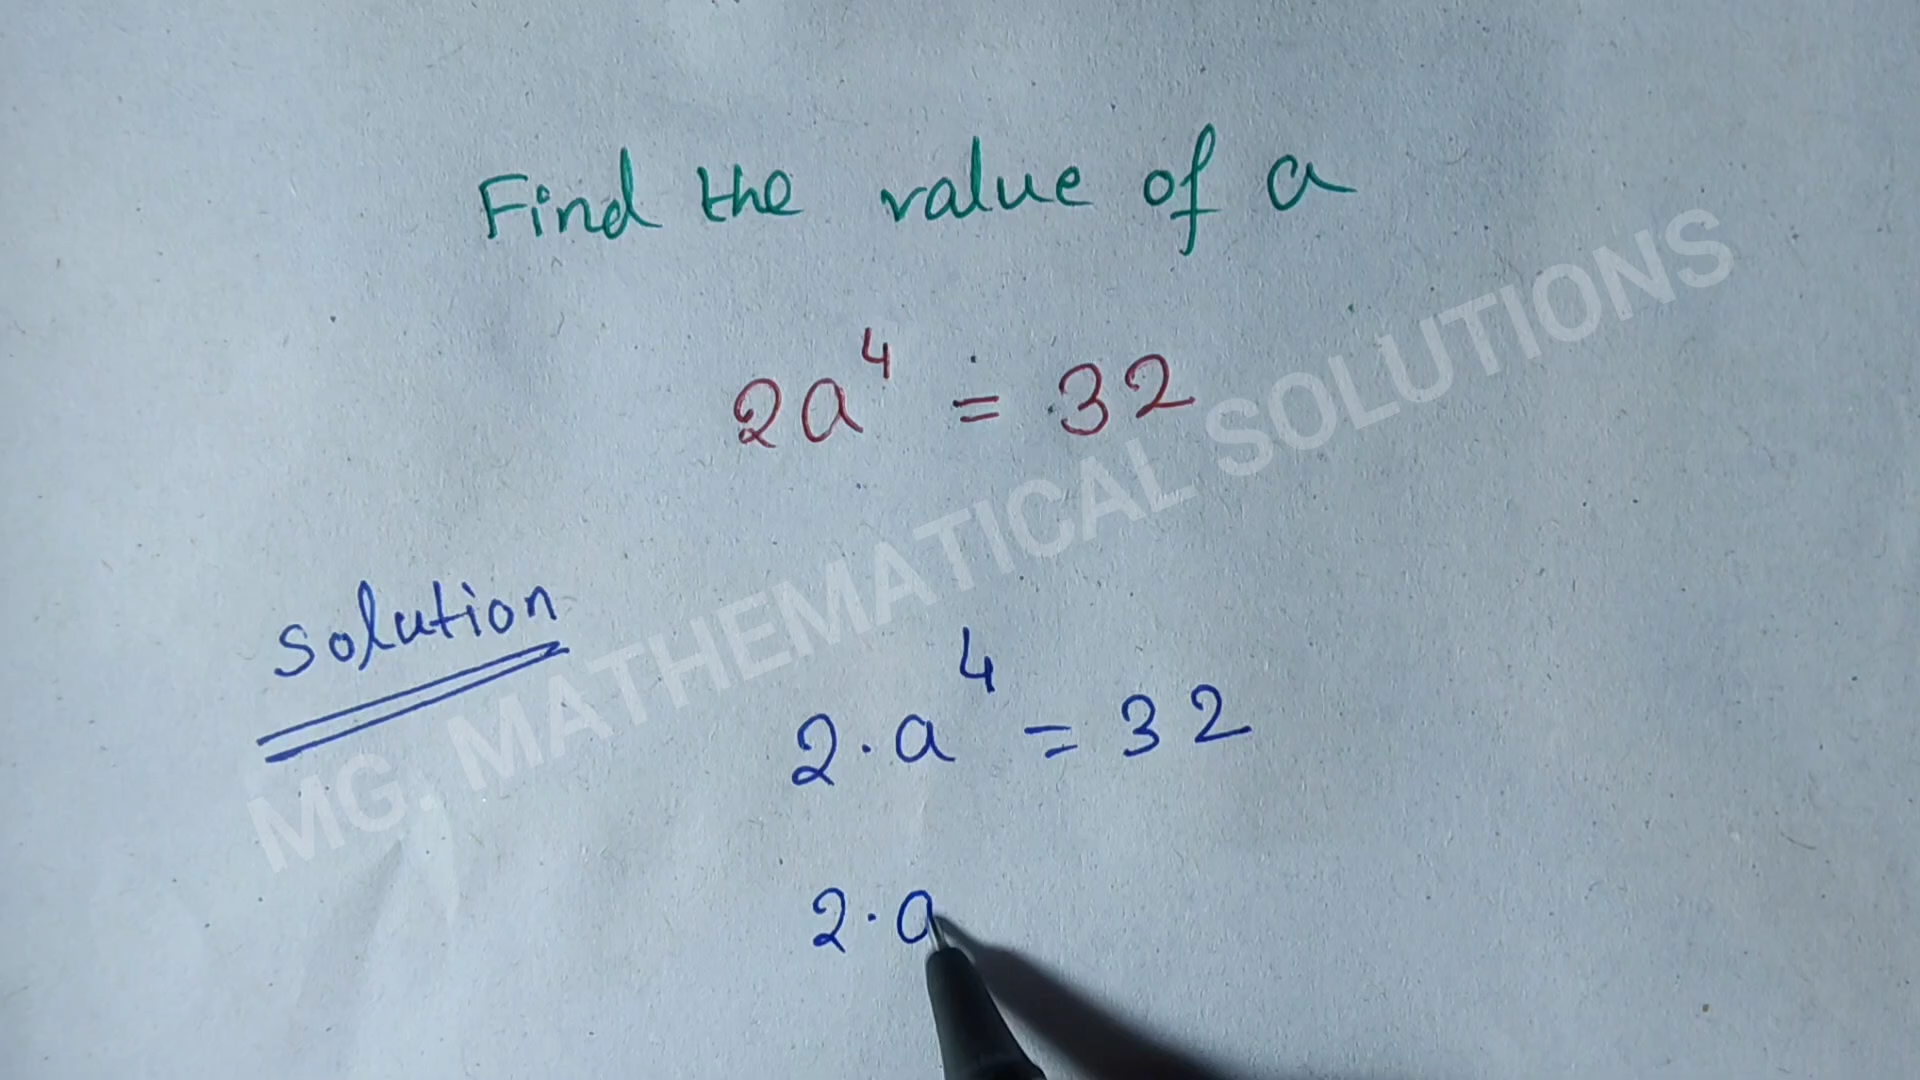 Find the value of a
2a⁴ = 32
Solution
2·a⁴ = 32
2·a
MG. MATHEMATICAL SOLUTIONS